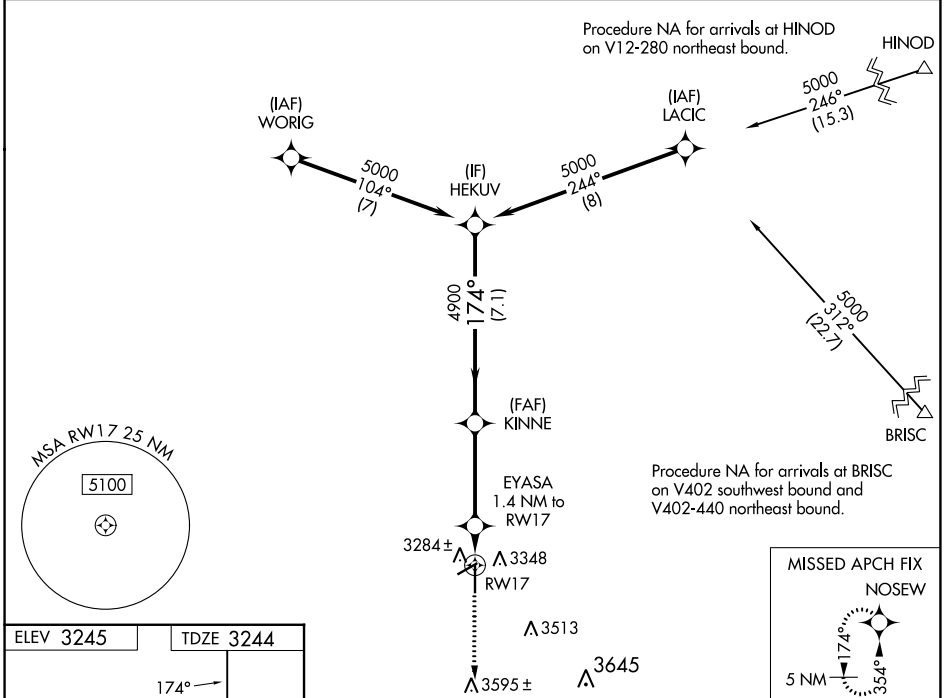 Procedure NA for arrivals at HINOD
on V12-280 northeast bound.
HINOD
5000
246°
(15.3)
(IAF)
WORIG
(IAF)
LACIC
5000
104°
(7)
(IF)
HEKUV
5000
244°
(8)
4900
174°
(7.1)
5000
312°
(22.7)
BRISC
(FAF)
KINNE
MSA RW17 25 NM
5100
Procedure NA for arrivals at BRISC
on V402 southwest bound and
V402-440 northeast bound.
EYASA
1.4 NM to
RW17
3284±
3348
RW17
3513
3645
3595±
MISSED APCH FIX
NOSEW
174°
354°
5 NM
ELEV 3245
TDZE 3244
174°